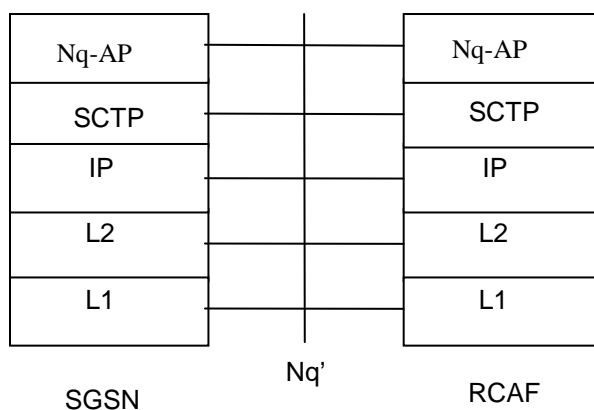 Nq-AP Nq-AP
SCTP SCTP
IP IP
L2 L2
L1 L1
Nq'
SGSN RCAF